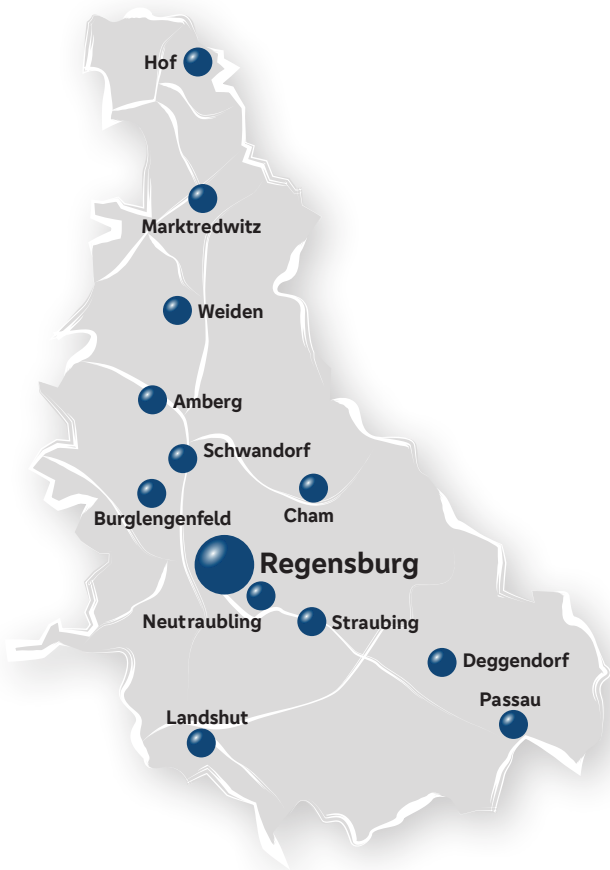 Hof
Marktredwitz
Weiden
Amberg
Schwandorf
Burglengenfeld
Cham
Regensburg
Neutraubling
Straubing
Deggendorf
Passau
Landshut